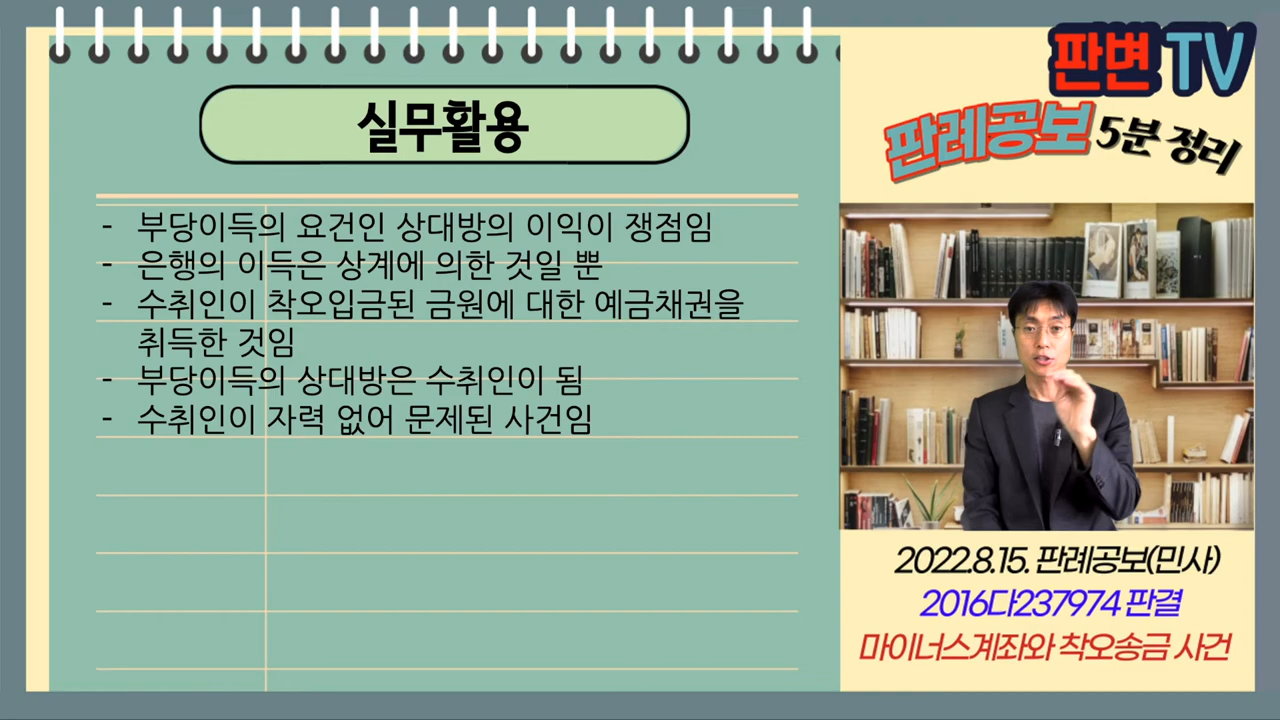 실무활용
- 부당이득의 요건인 상대방의 이익이 쟁점임
- 은행의 이득은 상계에 의한 것일 뿐
- 수취인이 착오입금된 금원에 대한 예금채권을
취득한 것임
- 부당이득의 상대방은 수취인이 됨
- 수취인이 자력 없어 문제된 사건임
판변 TV
판례공보 5분 정리
2022.8.15. 판례공보(민사)
2016다237974 판결
마이너스계좌와 착오송금 사건